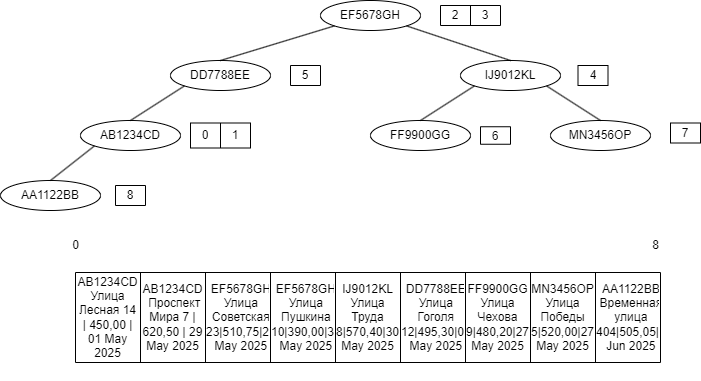 EF5678GH 2 3
DD7788EE 5 IJ9012KL 4
AB1234CD 0 1 FF9900GG 6 MN3456OP 7
AA1122BB 8
0 8
AB1234CD
Улица
Лесная 14
| 450,00 |
01 May
2025
AB1234CD
Проспект
Мира 7 |
620,50 | 29
May 2025
EF5678GH
Улица
Советская
23|510,75|2
May 2025
EF5678GH
Улица
Пушкина
10|390,00|3
May 2025
IJ9012KL
Улица
Труда
8|570,40|30
May 2025
DD7788EE
Улица
Гоголя
12|495,30|0
May 2025
FF9900GG
Улица
Чехова
9|480,20|27
May 2025
MN3456OP
Улица
Победы
5|520,00|27
May 2025
AA1122BB
Временная
улица
404|505,05|
Jun 2025